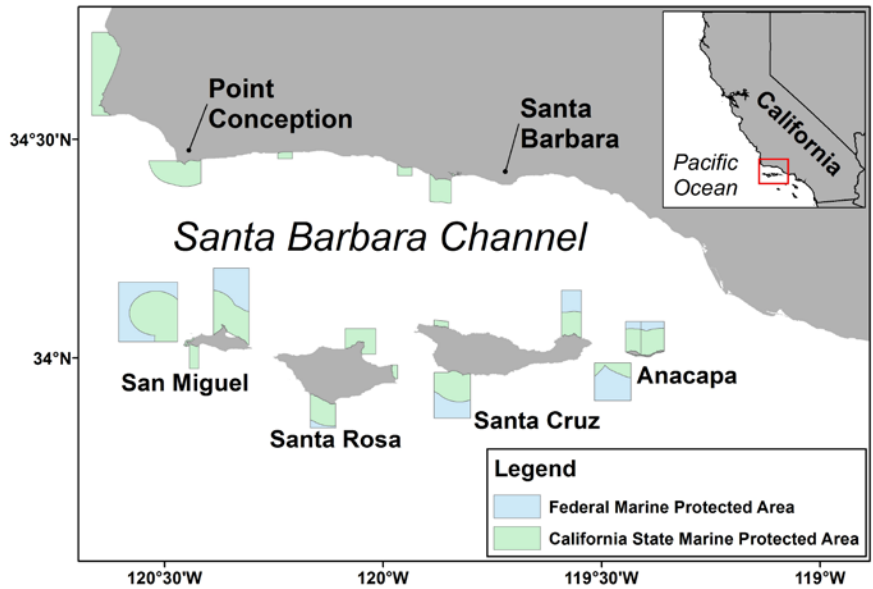 Point
Conception
Santa
Barbara
California
Pacific
Ocean
34°30'N
Santa Barbara Channel
34°N
San Miguel
Santa Rosa
Santa Cruz
Anacapa
Legend
Federal Marine Protected Area
California State Marine Protected Area
120°30'W
120°W
119°30'W
119°W